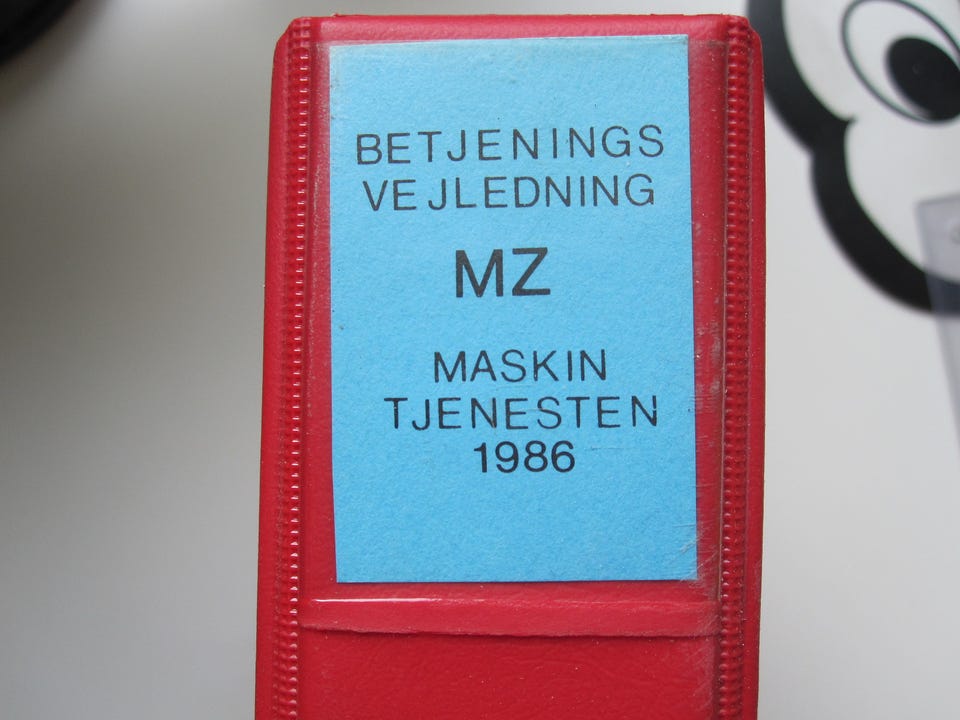 BETJENINGS
VEJLEDNING
MZ
MASKIN
TJENESTEN
1986